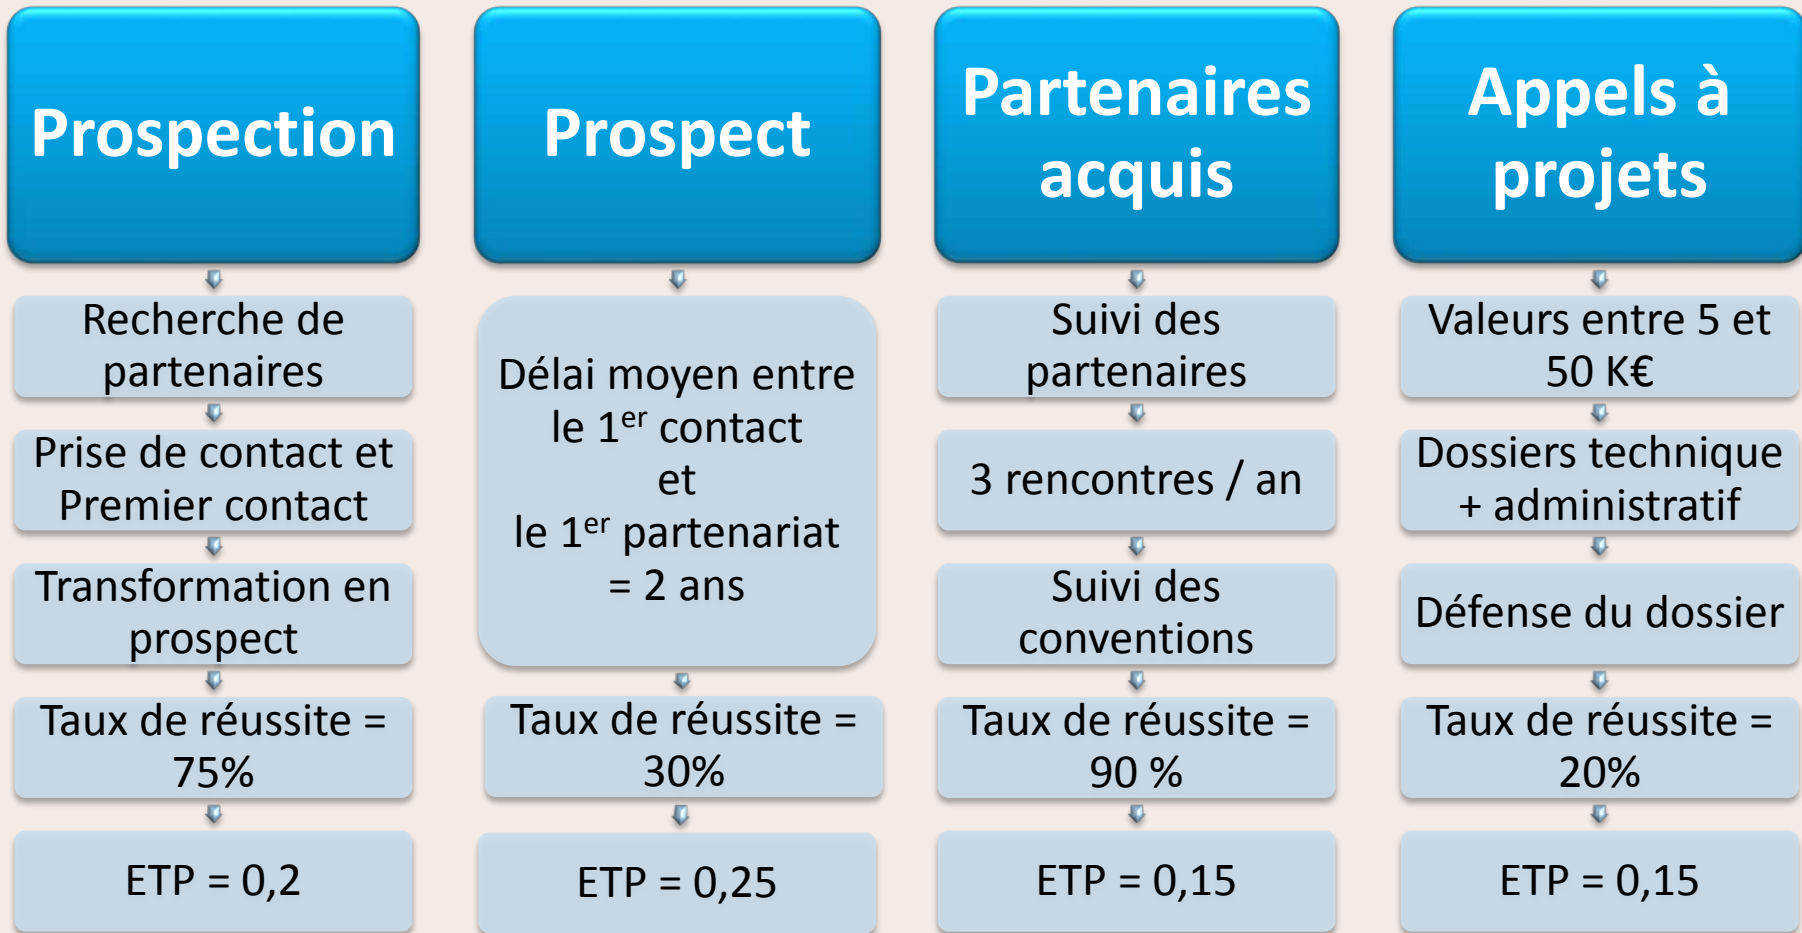 Prospection
Recherche de
partenaires
Prise de contact et
Premier contact
Transformation en
prospect
Taux de réussite =
75%
ETP = 0,2
Prospect
Délai moyen entre
le 1er contact
et
le 1er partenariat
= 2 ans
Taux de réussite =
30%
ETP = 0,25
Partenaires
acquis
Suivi des
partenaires
3 rencontres / an
Suivi des
conventions
Taux de réussite =
90 %
ETP = 0,15
Appels à
projets
Valeurs entre 5 et
50 K€
Dossiers technique
+ administratif
Défense du dossier
Taux de réussite =
20%
ETP = 0,15